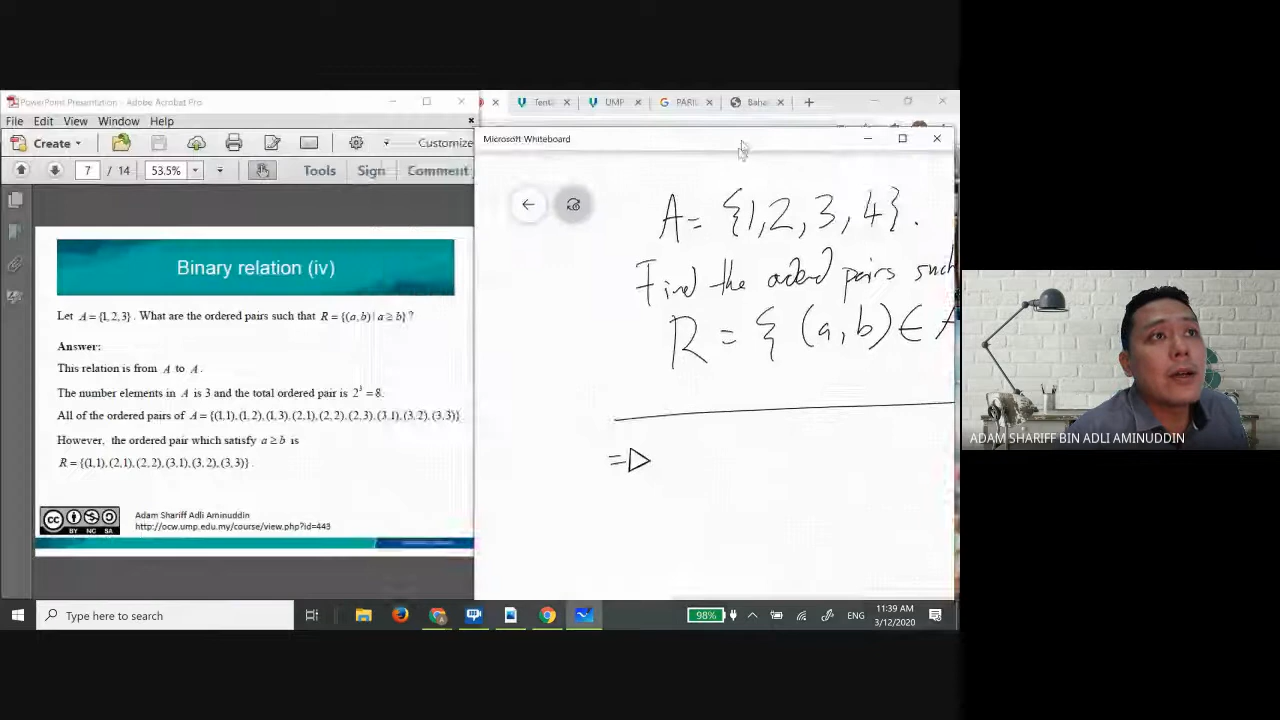 PowerPoint Presentation - Adobe Acrobat Pro
File Edit View Window Help
Create
Customize
7 / 14 53.5%
Tools Sign Comment
Binary relation (iv)
Let A = {1,2,3}. What are the ordered pairs such that R = {(a,b) | a ≥ b}?
Answer:
This relation is from A to A.
The number elements in A is 3 and the total ordered pair is 2³ = 8.
All of the ordered pairs of A = {(1,1),(1,2),(1,3),(2,1),(2,2),(2,3),(3,1),(3,2),(3,3)}
However, the ordered pair which satisfy a ≥ b is
R = {(1,1),(2,1),(2,2),(3,1),(3,2),(3,3)}.
CC BY NC SA
Adam Shariff Adli Aminuddin
http://ocw.ump.edu.my/course/view.php?id=443
Tent UMP PARI Baha
Microsoft Whiteboard
A = {1,2,3,4}.
Find the ordered pairs such
R = { (a,b) ∈ A
=▷
ADAM SHARIFF BIN ADLI AMINUDDIN
Type here to search
98%
ENG
11:39 AM
3/12/2020